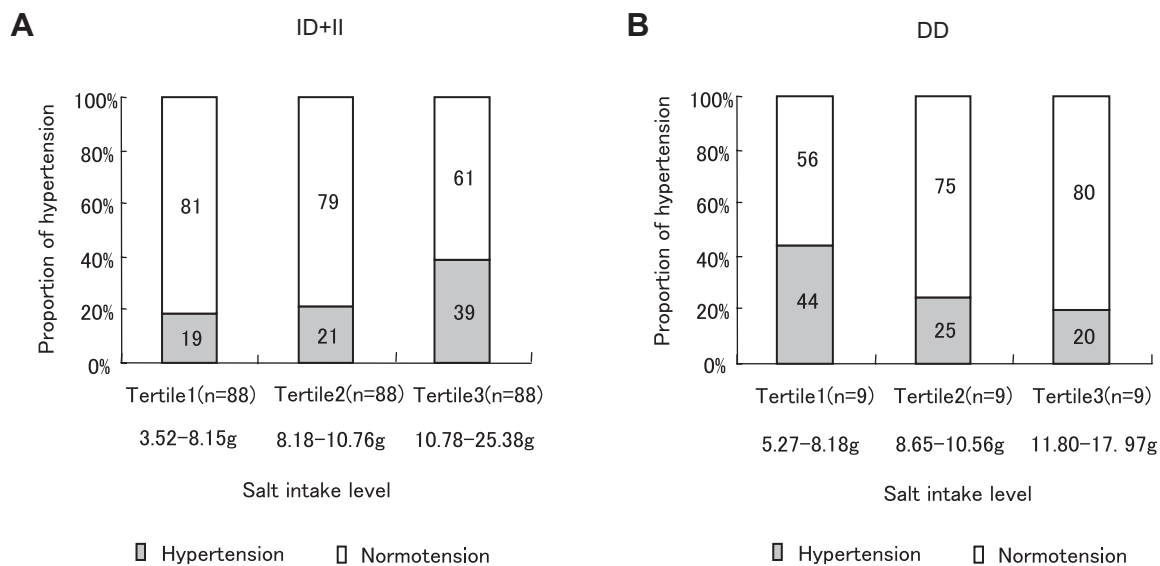 A
ID+II
Proportion of hypertension
100%
80%
60%
40%
20%
0%
81
79
61
19
21
39
Tertile1(n=88) Tertile2(n=88) Tertile3(n=88)
3.52-8.15g 8.18-10.76g 10.78-25.38g
Salt intake level
Hypertension Normotension
B
DD
Proportion of hypertension
100%
80%
60%
40%
20%
0%
56
75
80
44
25
20
Tertile1(n=9) Tertile2(n=9) Tertile3(n=9)
5.27-8.18g 8.65-10.56g 11.80-17. 97g
Salt intake level
Hypertension Normotension